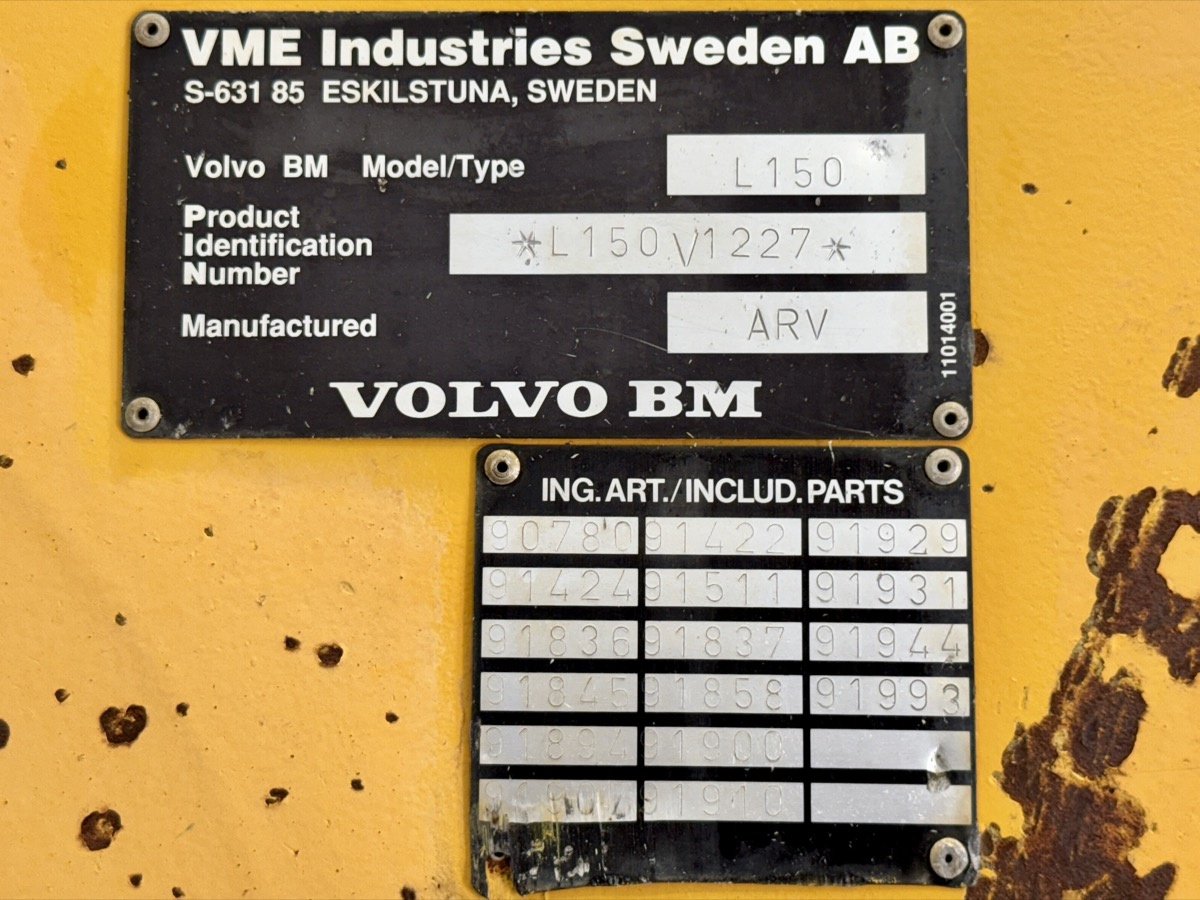 VME Industries Sweden AB
S-631 85 ESKILSTUNA, SWEDEN
Volvo BM Model/Type L150
Product
Identification *L150V1227*
Number
Manufactured ARV
11014001
VOLVO BM
ING. ART./INCLUD. PARTS
90780 91422 91929
91424 91511 91931
91836 91837 91944
91845 91858 91993
91894 91900
91910